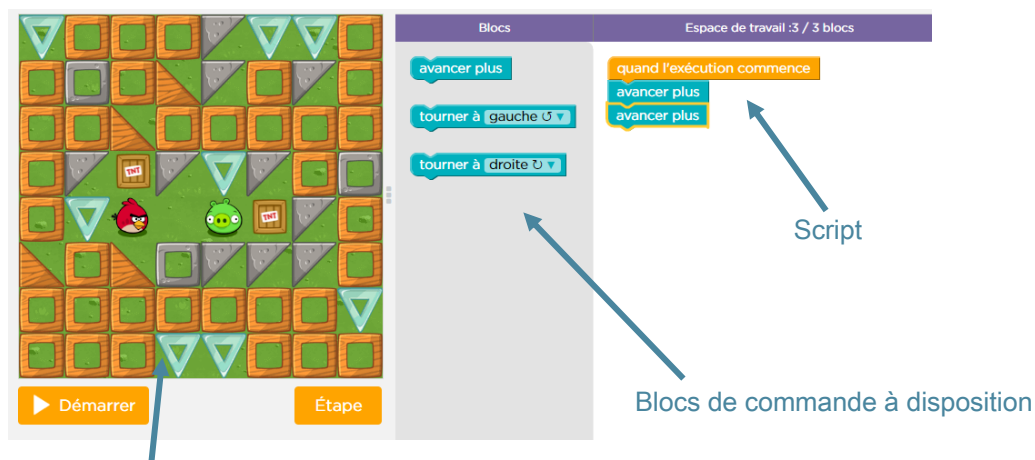 Blocs
Espace de travail :3 / 3 blocs
avancer plus
tourner à gauche ↺ ▼
tourner à droite ↻ ▼
quand l'exécution commence
avancer plus
avancer plus
TNT
TNT
Script
Blocs de commande à disposition
Démarrer
Étape